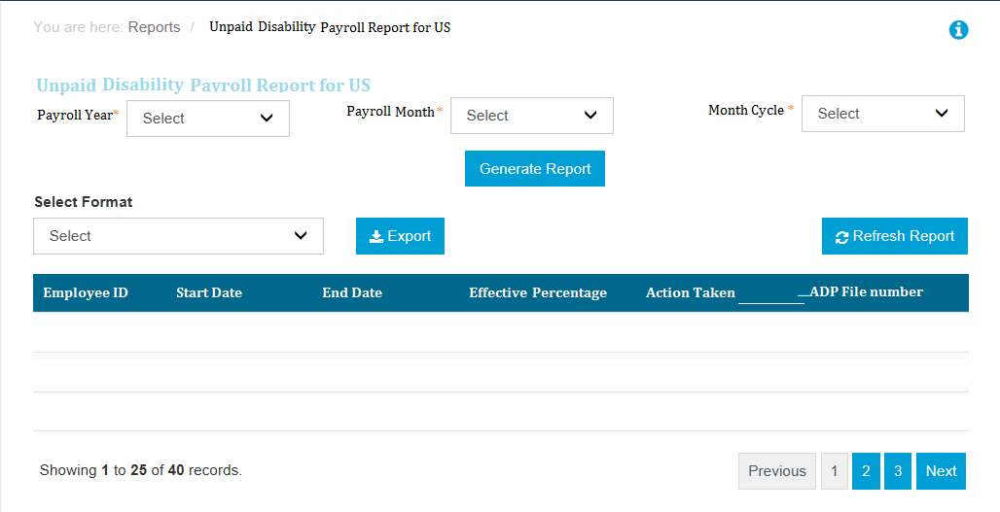 You are here: Reports / Unpaid Disability Payroll Report for US
Unpaid Disability Payroll Report for US
Payroll Year* Select Payroll Month * Select Month Cycle * Select
Generate Report
Select Format
Select Export Refresh Report
Employee ID Start Date End Date Effective Percentage Action Taken ADP File number
Showing 1 to 25 of 40 records. Previous 1 2 3 Next